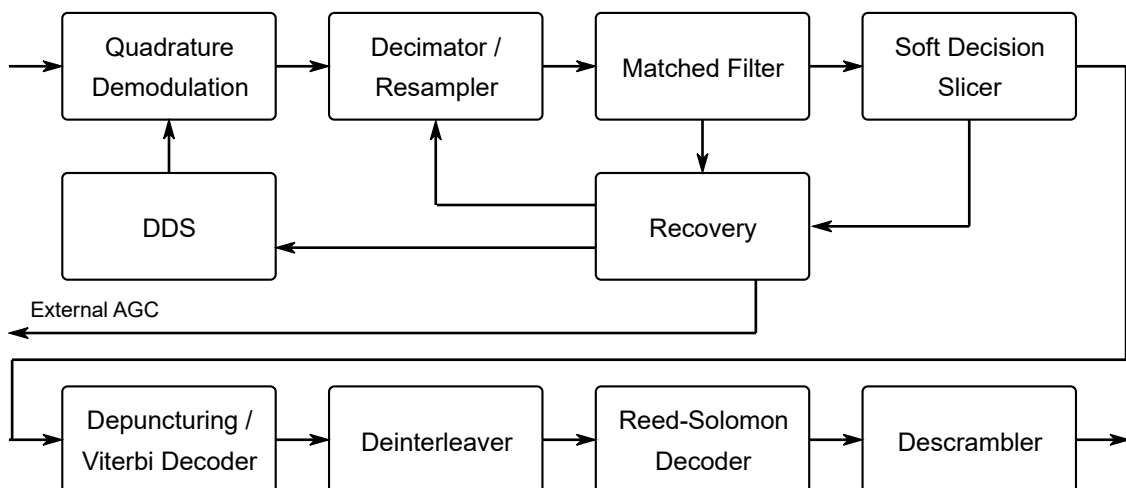 Quadrature
Demodulation
Decimator /
Resampler
Matched Filter
Soft Decision
Slicer
DDS
Recovery
External AGC
Depuncturing /
Viterbi Decoder
Deinterleaver
Reed-Solomon
Decoder
Descrambler